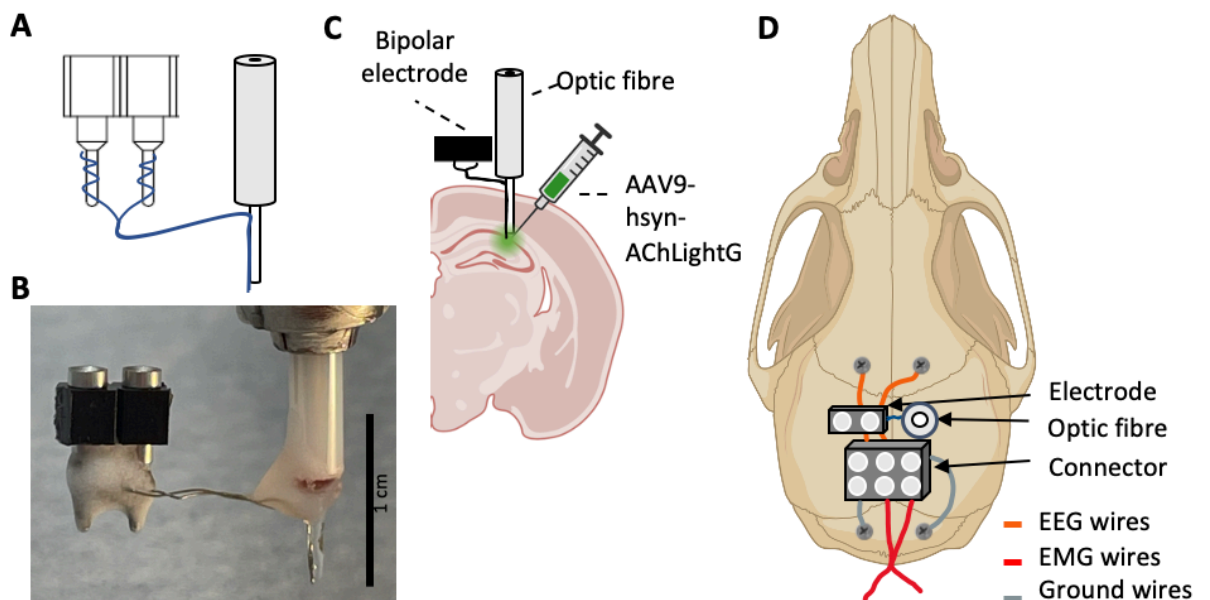 A
B
1 cm
C
Bipolar
electrode
Optic fibre
AAV9-
hsyn-
AChLightG
D
Electrode
Optic fibre
Connector
EEG wires
EMG wires
Ground wires